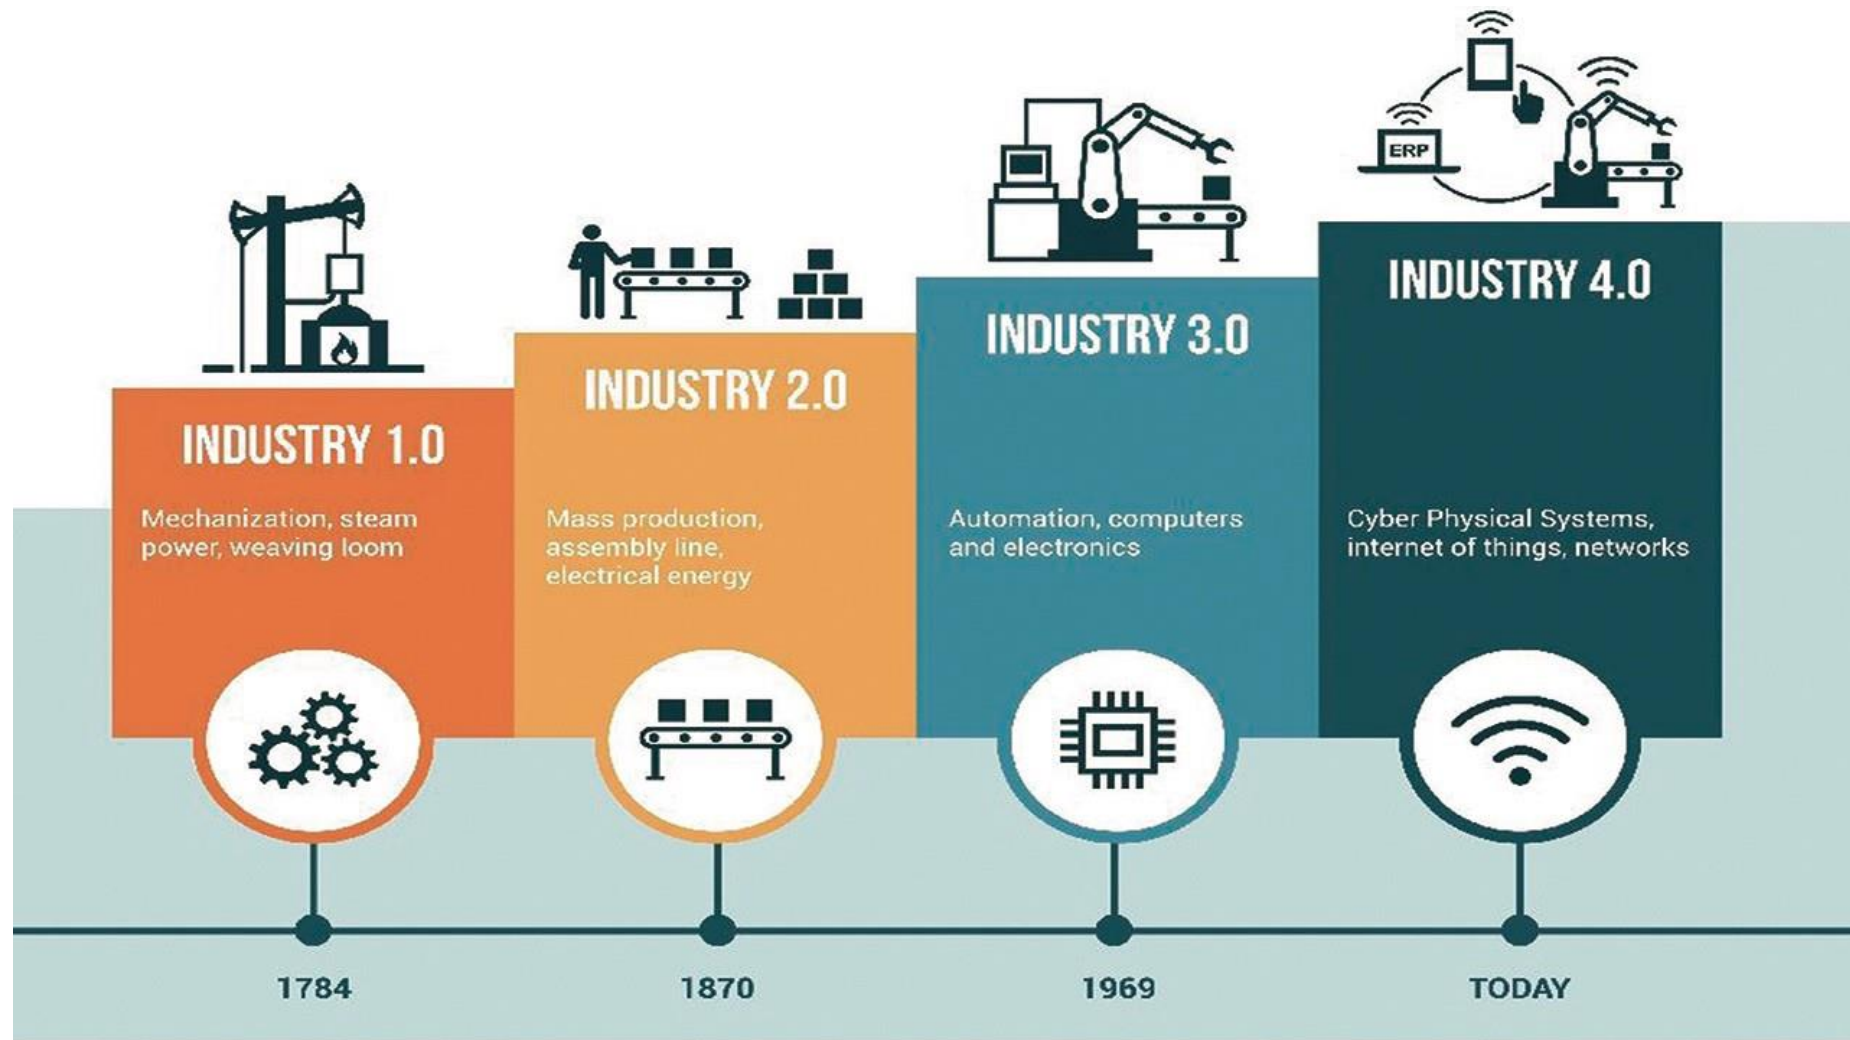 ERP
INDUSTRY 1.0
Mechanization, steam
power, weaving loom
INDUSTRY 2.0
Mass production,
assembly line,
electrical energy
INDUSTRY 3.0
Automation, computers
and electronics
INDUSTRY 4.0
Cyber Physical Systems,
internet of things, networks
1784
1870
1969
TODAY